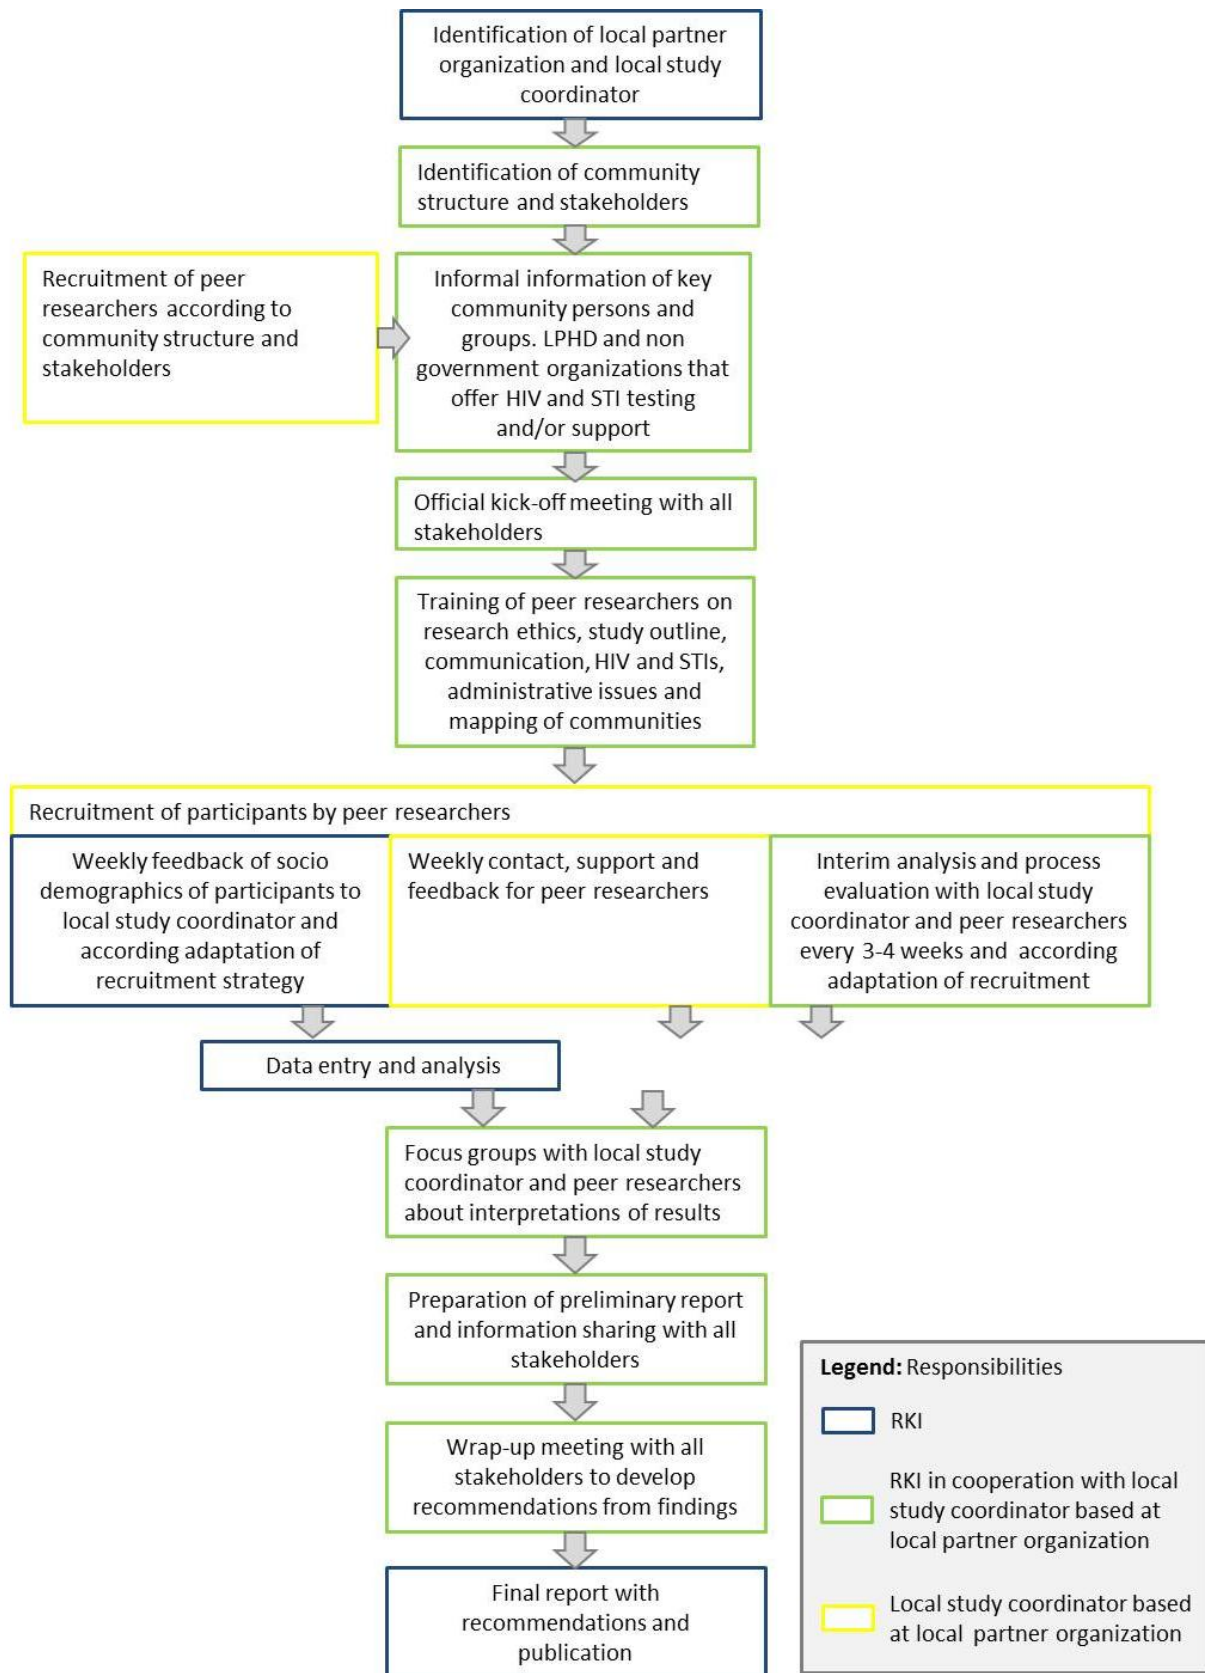 Identification of local partner
organization and local study
coordinator
Identification of community
structure and stakeholders
Recruitment of peer
researchers according to
community structure and
stakeholders
Informal information of key
community persons and
groups. LPHD and non
government organizations that
offer HIV and STI testing
and/or support
Official kick-off meeting with all
stakeholders
Training of peer researchers on
research ethics, study outline,
communication, HIV and STIs,
administrative issues and
mapping of communities
Recruitment of participants by peer researchers
Weekly feedback of socio
demographics of participants to
local study coordinator and
according adaptation of
recruitment strategy
Weekly contact, support and
feedback for peer researchers
Interim analysis and process
evaluation with local study
coordinator and peer researchers
every 3-4 weeks and according
adaptation of recruitment
Data entry and analysis
Focus groups with local study
coordinator and peer researchers
about interpretations of results
Preparation of preliminary report
and information sharing with all
stakeholders
Wrap-up meeting with all
stakeholders to develop
recommendations from findings
Final report with
recommendations and
publication
Legend: Responsibilities
RKI
RKI in cooperation with local
study coordinator based at
local partner organization
Local study coordinator based
at local partner organization